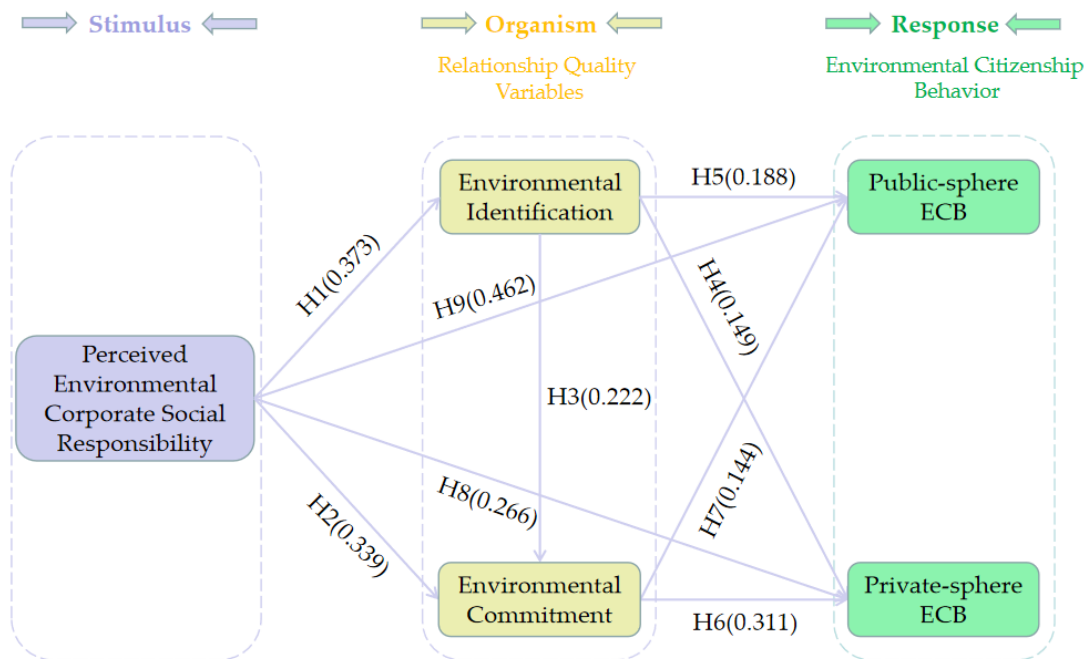 Stimulus
Organism
Response
Relationship Quality
Variables
Environmental Citizenship
Behavior
Environmental
Identification
H5(0.188)
Public-sphere
ECB
H1(0.373)
H9(0.462)
H4(0.149)
Perceived
Environmental
Corporate Social
Responsibility
H3(0.222)
H2(0.339)
H8(0.266)
H7(0.144)
Environmental
Commitment
H6(0.311)
Private-sphere
ECB